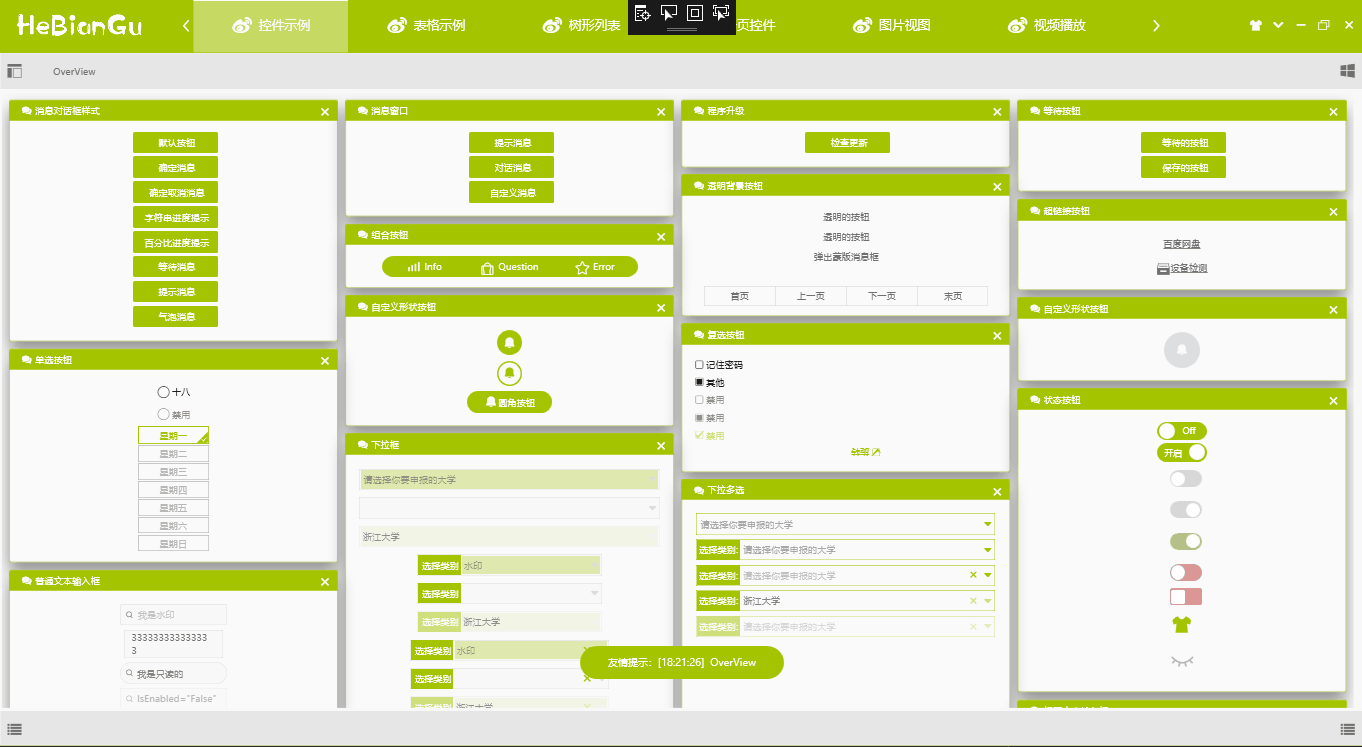 HeBianGu
控件示例
表格示例
树形列表
页控件
图片视图
视频播放
OverView
消息对话框样式
默认按钮
确定消息
确定取消消息
字符串进度提示
百分比进度提示
等待消息
提示消息
气泡消息
单选按钮
十八
禁用
星期一
星期二
星期三
星期四
星期五
星期六
星期日
普通文本输入框
我是水印
33333333333333
3
我是只读的
IsEnabled="False"
消息窗口
提示消息
对话消息
自定义消息
组合按钮
Info Question Error
自定义形状按钮
圆角按钮
下拉框
请选择你要申报的大学
浙江大学
选择类别 水印
选择类别
选择类别 浙江大学
选择类别 水印
选择类别
选择类别 浙江大学
程序升级
检查更新
透明背景按钮
透明的按钮
透明的按钮
弹出蒙版消息框
首页 上一页 下一页 末页
复选按钮
记住密码
其他
禁用
禁用
禁用
下拉多选
请选择你要申报的大学
选择类别: 请选择你要申报的大学
选择类别: 请选择你要申报的大学
选择类别: 浙江大学
选择类别: 请选择你要申报的大学
等待按钮
等待的按钮
保存的按钮
超链接按钮
百度网盘
设备检测
自定义形状按钮
状态按钮
Off
开启
友情提示：[18:21:26] OverView